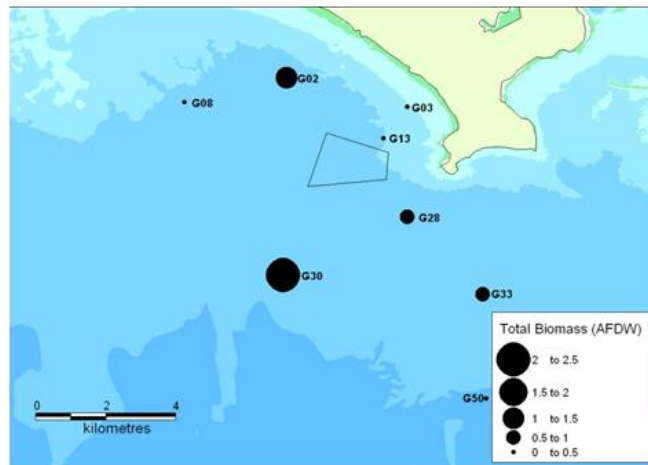 G02
G08
G03
G13
G28
G30
G33
G50
Total Biomass (AFDW)
2 to 2.5
1.5 to 2
1 to 1.5
0.5 to 1
0 to 0.5
0 2 4
kilometres